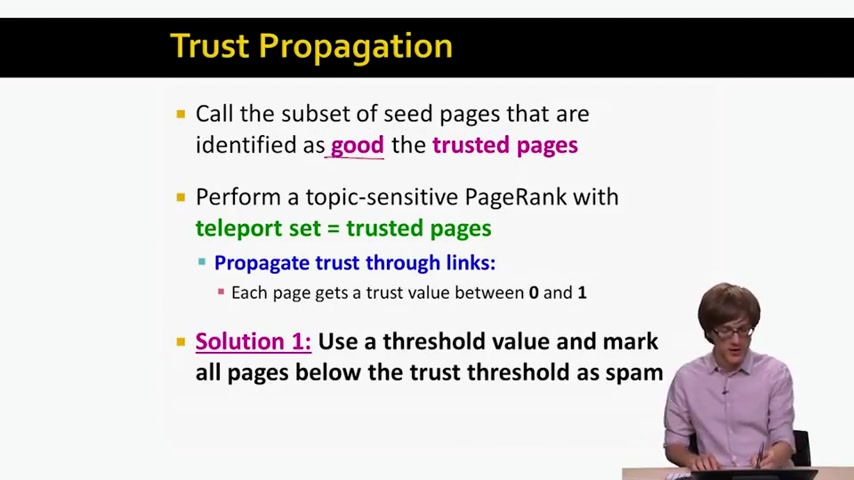 Trust Propagation
Call the subset of seed pages that are
identified as good the trusted pages
Perform a topic-sensitive PageRank with
teleport set = trusted pages
Propagate trust through links:
Each page gets a trust value between 0 and 1
Solution 1: Use a threshold value and mark
all pages below the trust threshold as spam